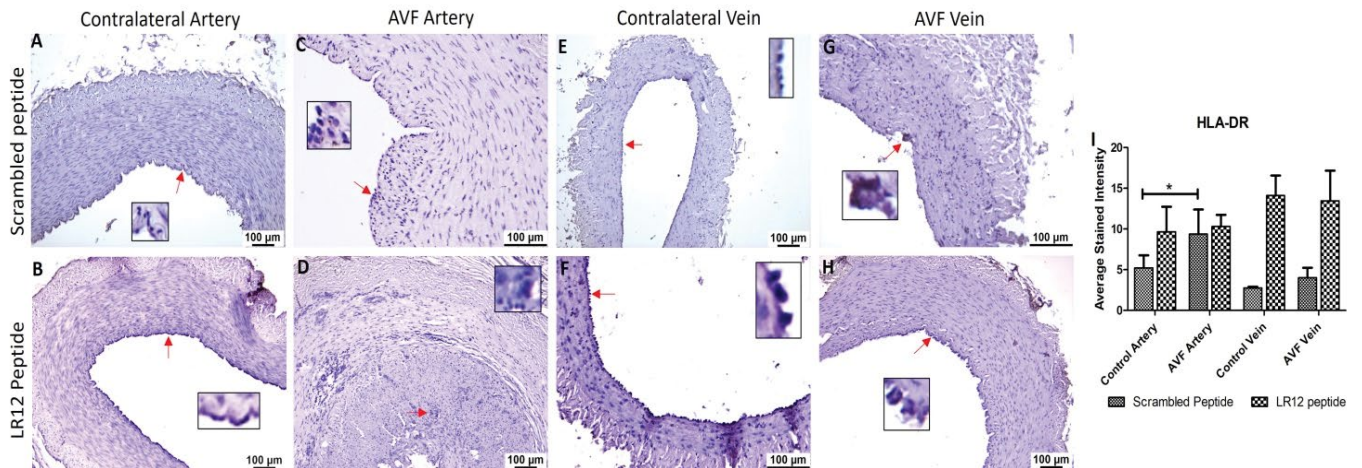 Contralateral Artery AVF Artery Contralateral Vein AVF Vein
Scrambled peptide
A C E G
100 µm 100 µm 100 µm 100 µm
LR12 Peptide
B D F H
100 µm 100 µm 100 µm 100 µm
I
HLA-DR
Average Stained Intensity
20
15
10
5
0
*
Control Artery AVF Artery Control Vein AVF Vein
Scrambled Peptide LR12 peptide